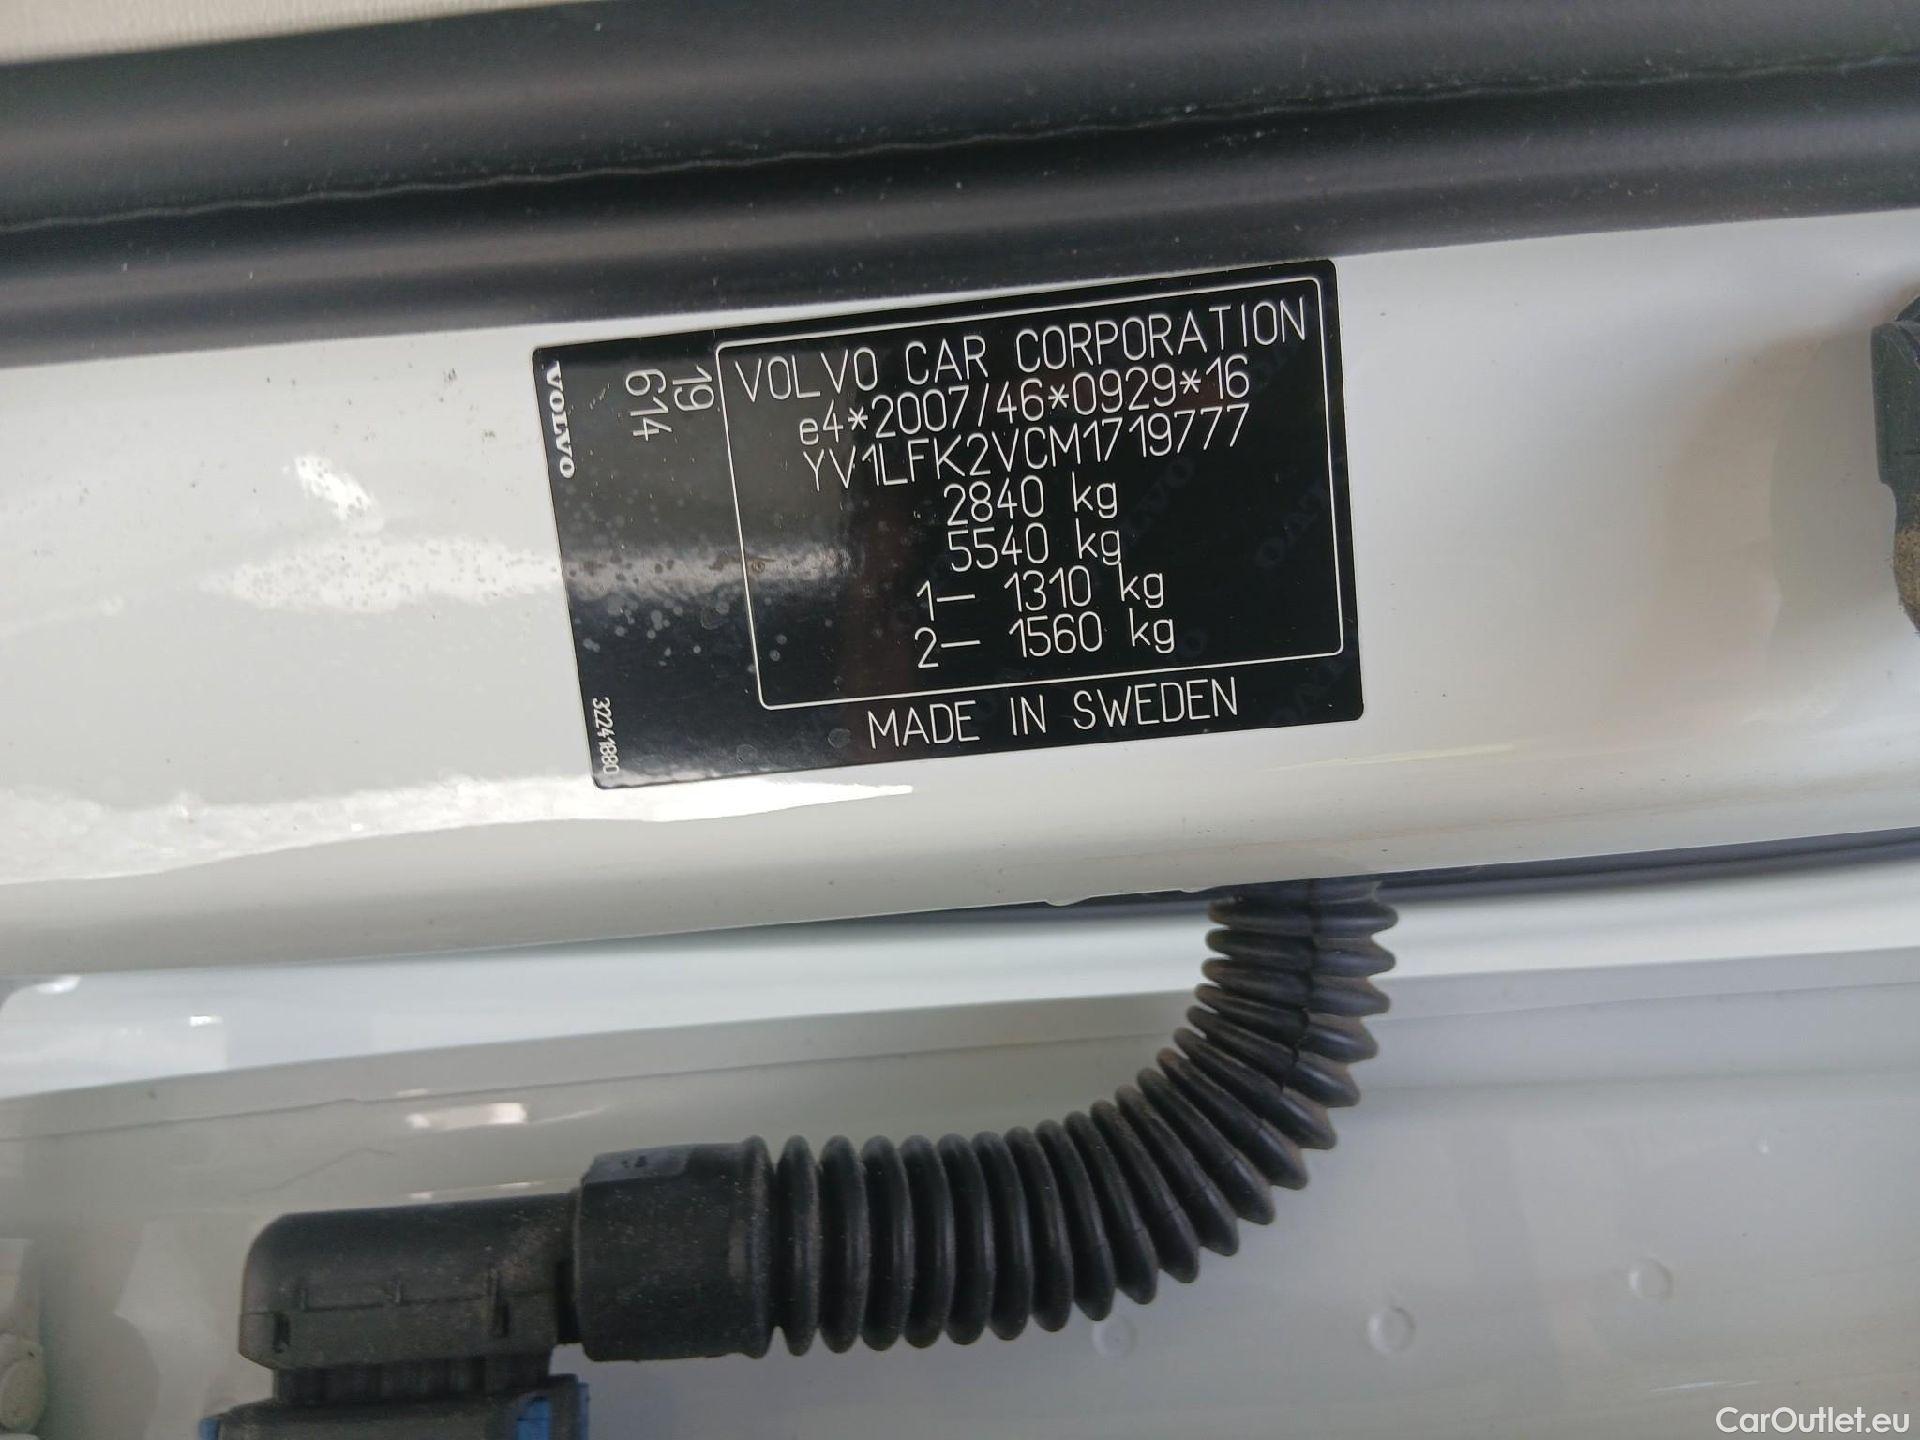 VOLVO
19
614
VOLVO CAR CORPORATION
e4*2007/46*0929*16
YV1LFK2VCM1719777
2840 kg
5540 kg
1— 1310 kg
2— 1560 kg
MADE IN SWEDEN
32241880
CarOutlet.eu